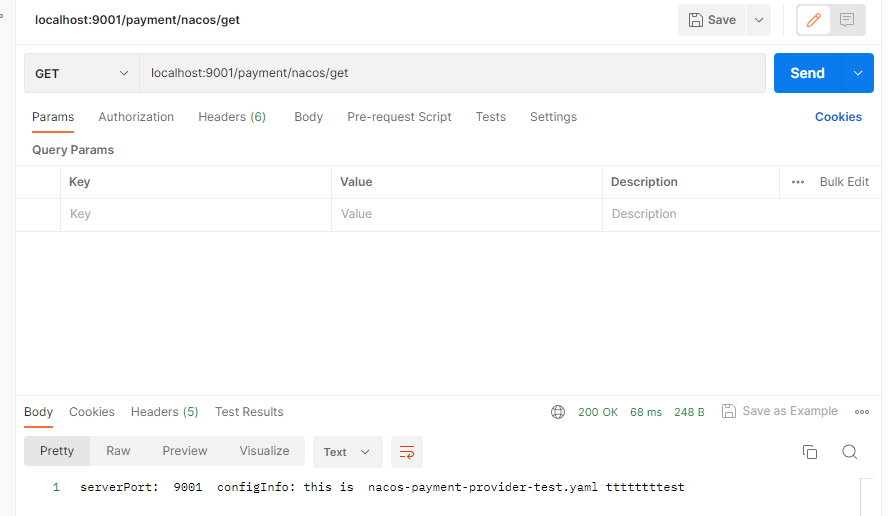 localhost:9001/payment/nacos/get
Save
GET localhost:9001/payment/nacos/get Send
Params Authorization Headers (6) Body Pre-request Script Tests Settings Cookies
Query Params
Key Value Description Bulk Edit
Key Value Description
Body Cookies Headers (5) Test Results 200 OK 68 ms 248 B Save as Example
Pretty Raw Preview Visualize Text
1 serverPort: 9001 configInfo: this is nacos-payment-provider-test.yaml ttttttttest